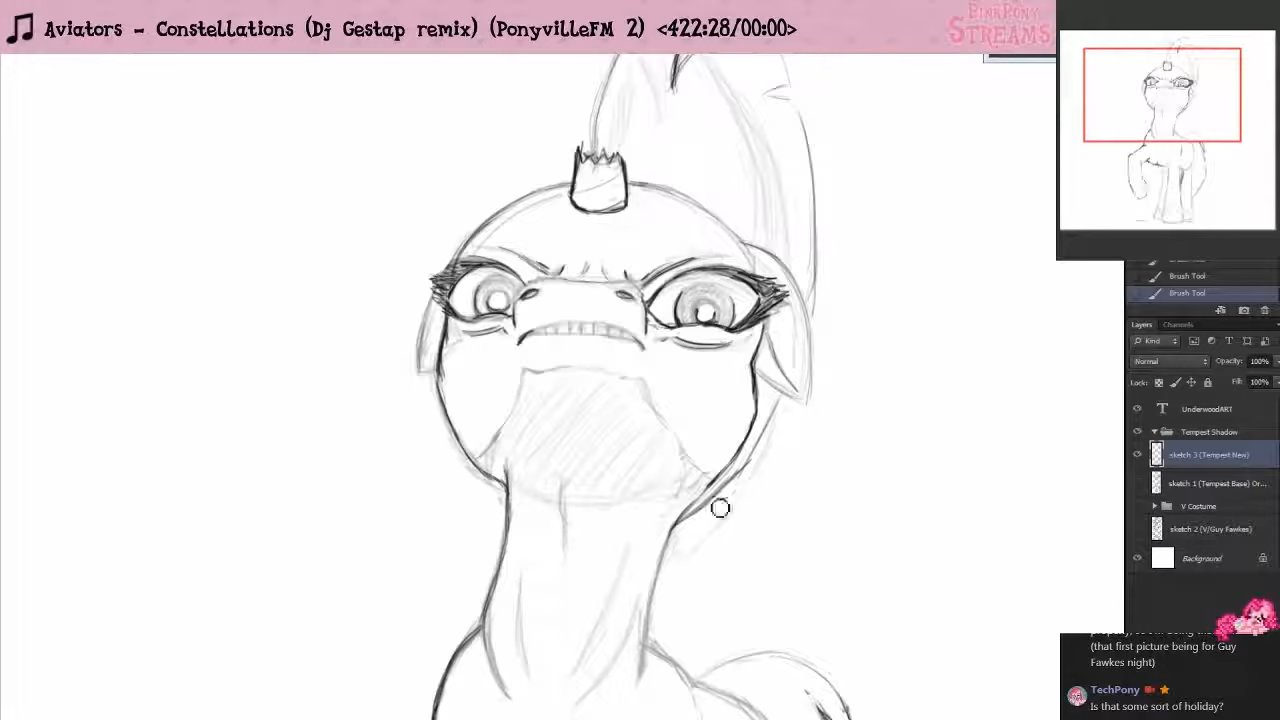 Aviators - Constellations (Dj Gestap remix) (PonyvilleFM 2) <422:28/00:00>
PINKPONY
STREAMS
Brush Tool
Brush Tool
Layers Channels
Kind
Normal Opacity: 100%
Lock: Fill: 100%
UnderwoodART
Tempest Shadow
sketch 3 (Tempest New)
sketch 1 (Tempest Base) Or...
V Costume
sketch 2 (V/Guy Fawkes)
Background
(that first picture being for Guy
Fawkes night)
TechPony
Is that some sort of holiday?